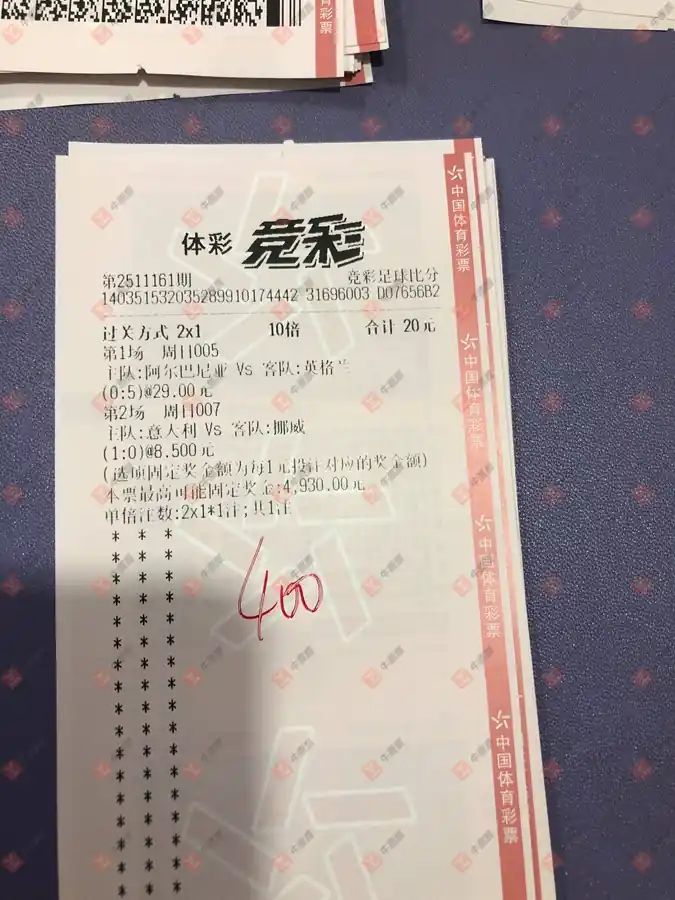 体彩 竞彩
第2511161期 竞彩足球比分
140351532035289910174442 31696003 D07656B2
过关方式 2x1 10倍 合计 20元
第1场 周日005
主队:阿尔巴尼亚 Vs 客队:英格兰
(0:5)@29.00元
第2场 周日007
主队:意大利 Vs 客队:挪威
(1:0)@8.500元
(选项固定奖金额为每1元投注对应的奖金额)
本票最高可能固定奖金:4,930.00元
单倍注数:2x1*1注;共1注
400
中国体育彩票
中国体育彩票
中国体育彩票
中国体育彩票